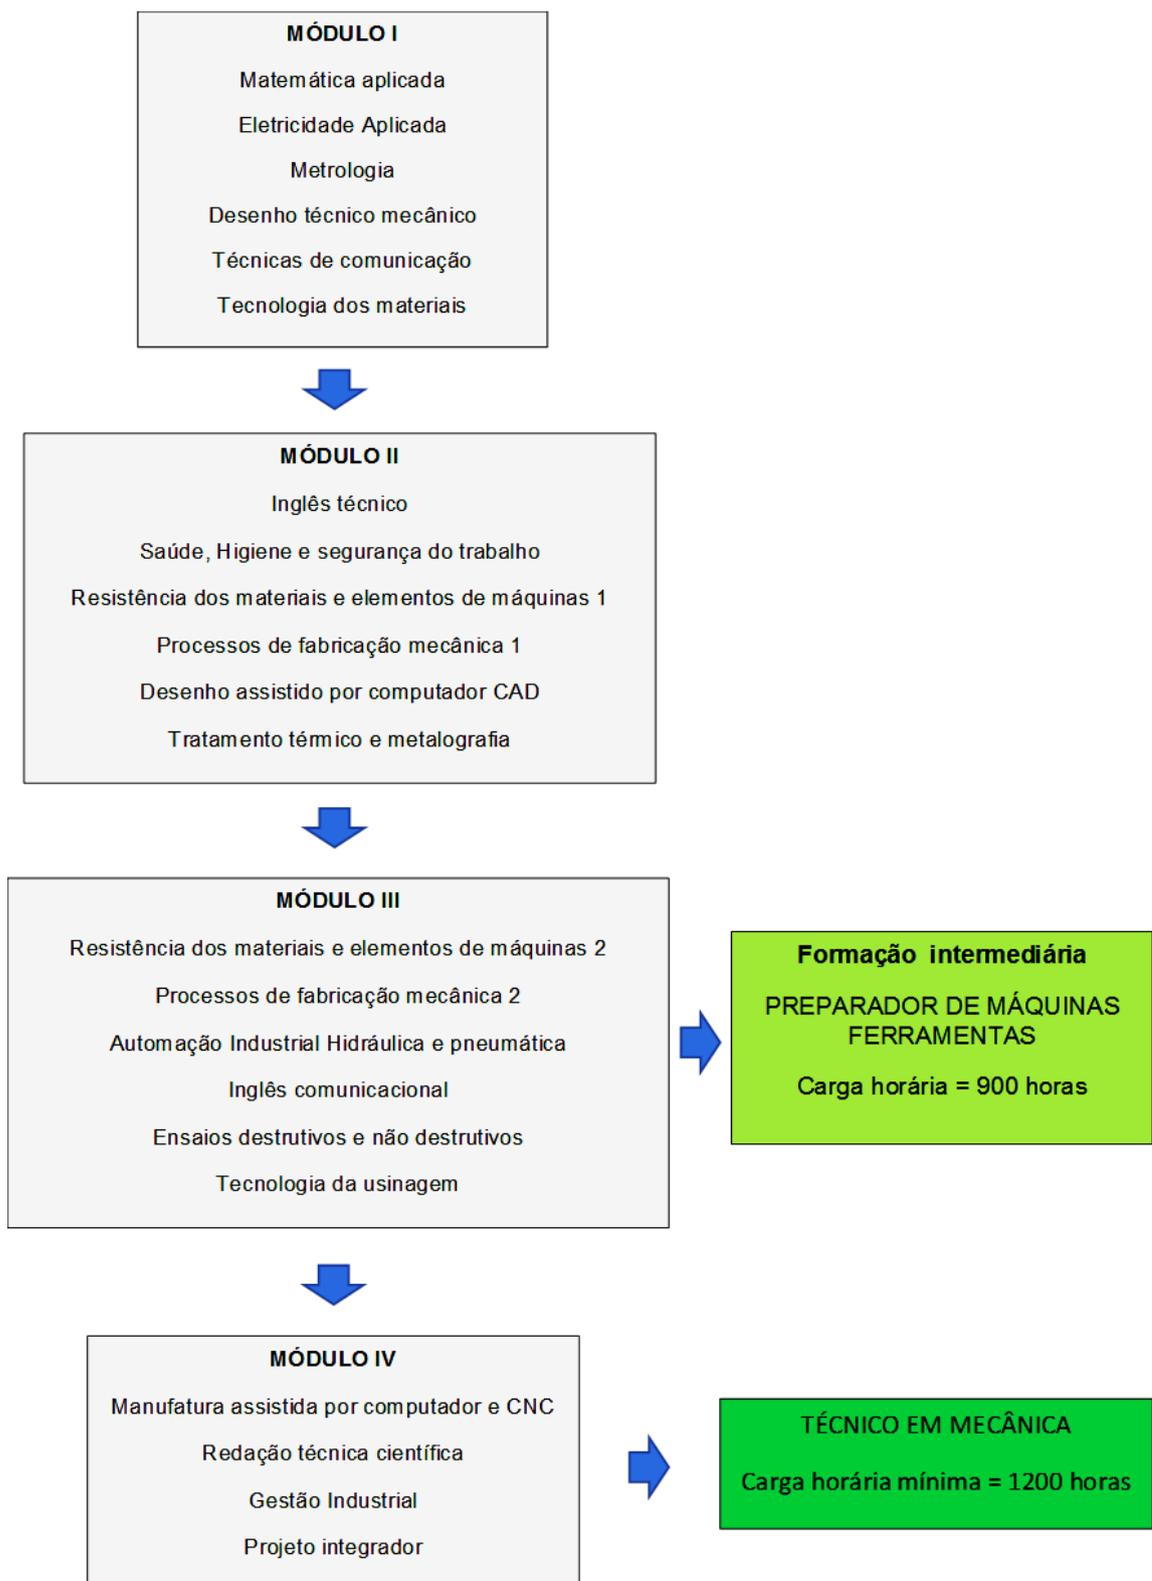 MÓDULO I
Matemática aplicada
Eletricidade Aplicada
Metrologia
Desenho técnico mecânico
Técnicas de comunicação
Tecnologia dos materiais
MÓDULO II
Inglês técnico
Saúde, Higiene e segurança do trabalho
Resistência dos materiais e elementos de máquinas 1
Processos de fabricação mecânica 1
Desenho assistido por computador CAD
Tratamento térmico e metalografia
MÓDULO III
Resistência dos materiais e elementos de máquinas 2
Processos de fabricação mecânica 2
Automação Industrial Hidráulica e pneumática
Inglês comunicacional
Ensaios destrutivos e não destrutivos
Tecnologia da usinagem
Formação intermediária
PREPARADOR DE MÁQUINAS
FERRAMENTAS
Carga horária = 900 horas
MÓDULO IV
Manufatura assistida por computador e CNC
Redação técnica científica
Gestão Industrial
Projeto integrador
TÉCNICO EM MECÂNICA
Carga horária mínima = 1200 horas